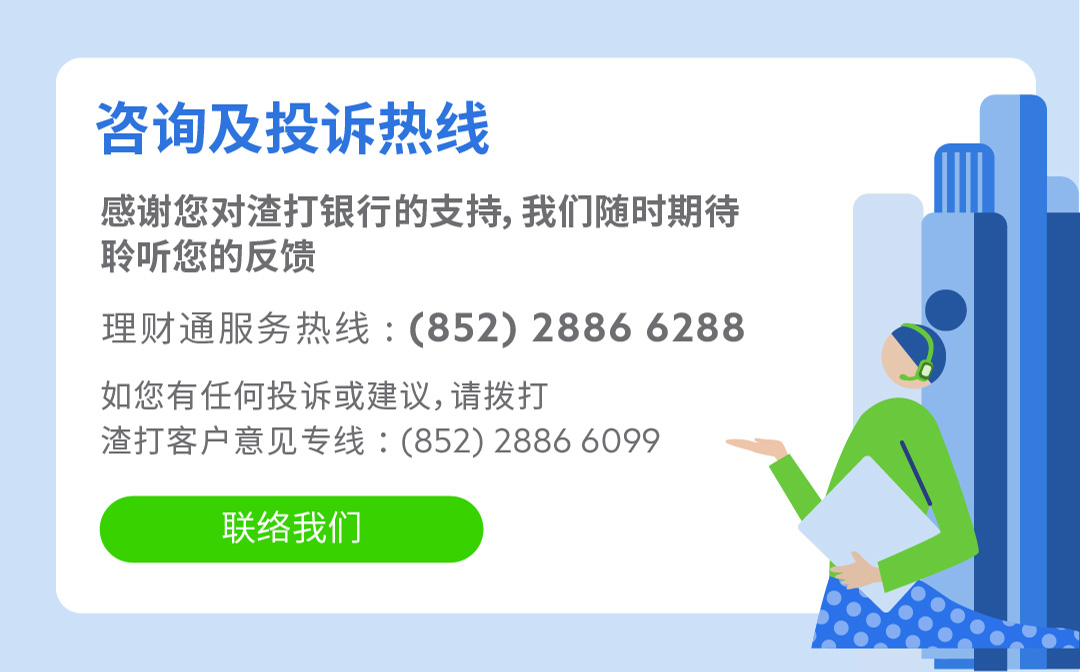 咨询及投诉热线
感谢您对渣打银行的支持, 我们随时期待
聆听您的反馈
理财通服务热线 : (852) 2886 6288
如您有任何投诉或建议, 请拨打
渣打客户意见专线 : (852) 2886 6099
联络我们